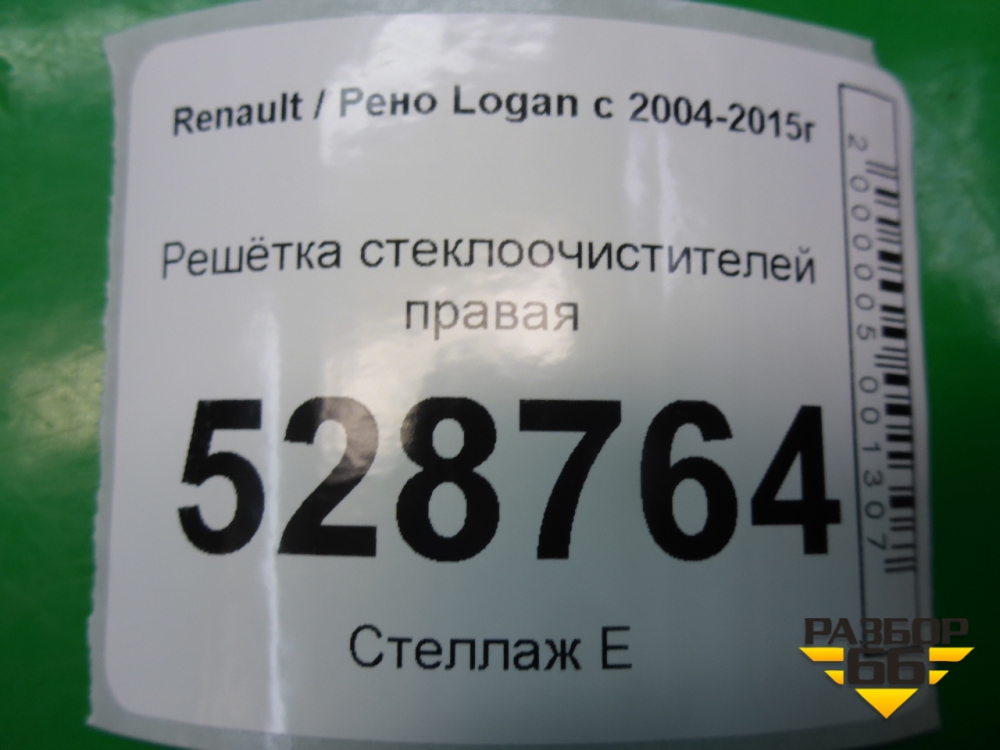 Renault / Рено Logan с 2004-2015г
Решётка стеклоочистителей
правая
528764
Стеллаж Е
2000005001307
РАЗБОР
66